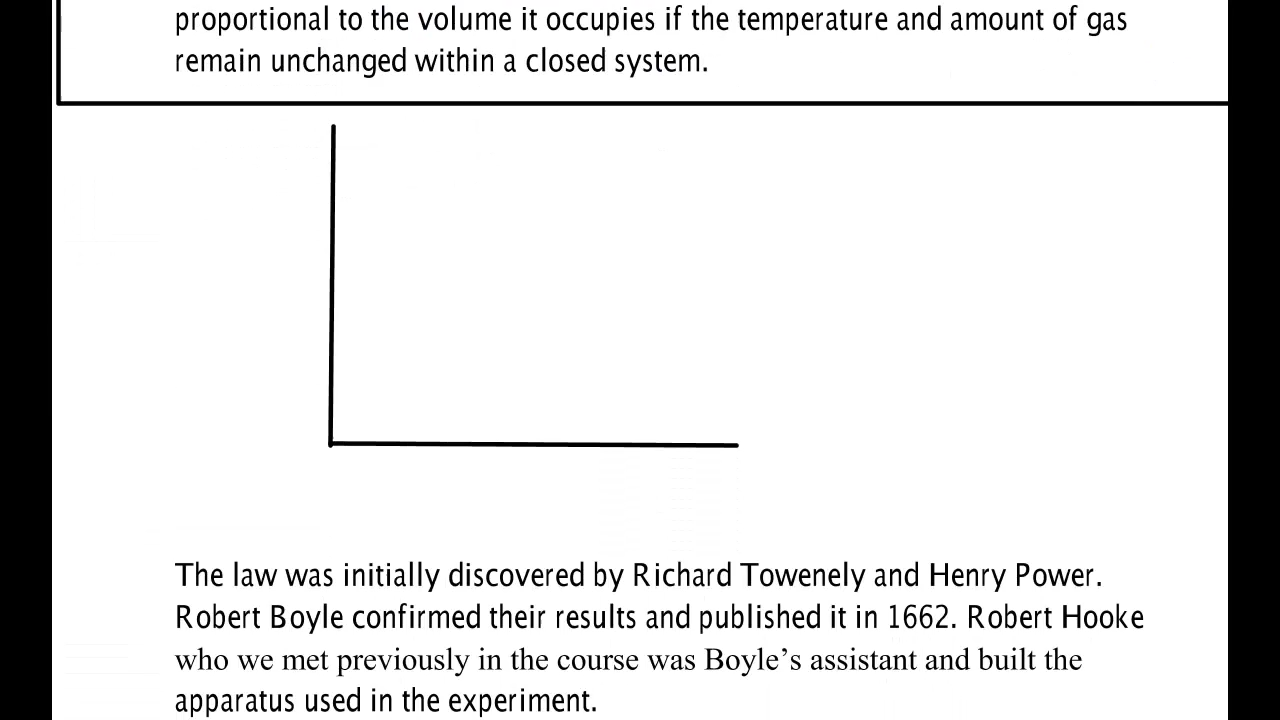 proportional to the volume it occupies if the temperature and amount of gas
remain unchanged within a closed system.
The law was initially discovered by Richard Towenely and Henry Power.
Robert Boyle confirmed their results and published it in 1662. Robert Hooke
who we met previously in the course was Boyle’s assistant and built the
apparatus used in the experiment.